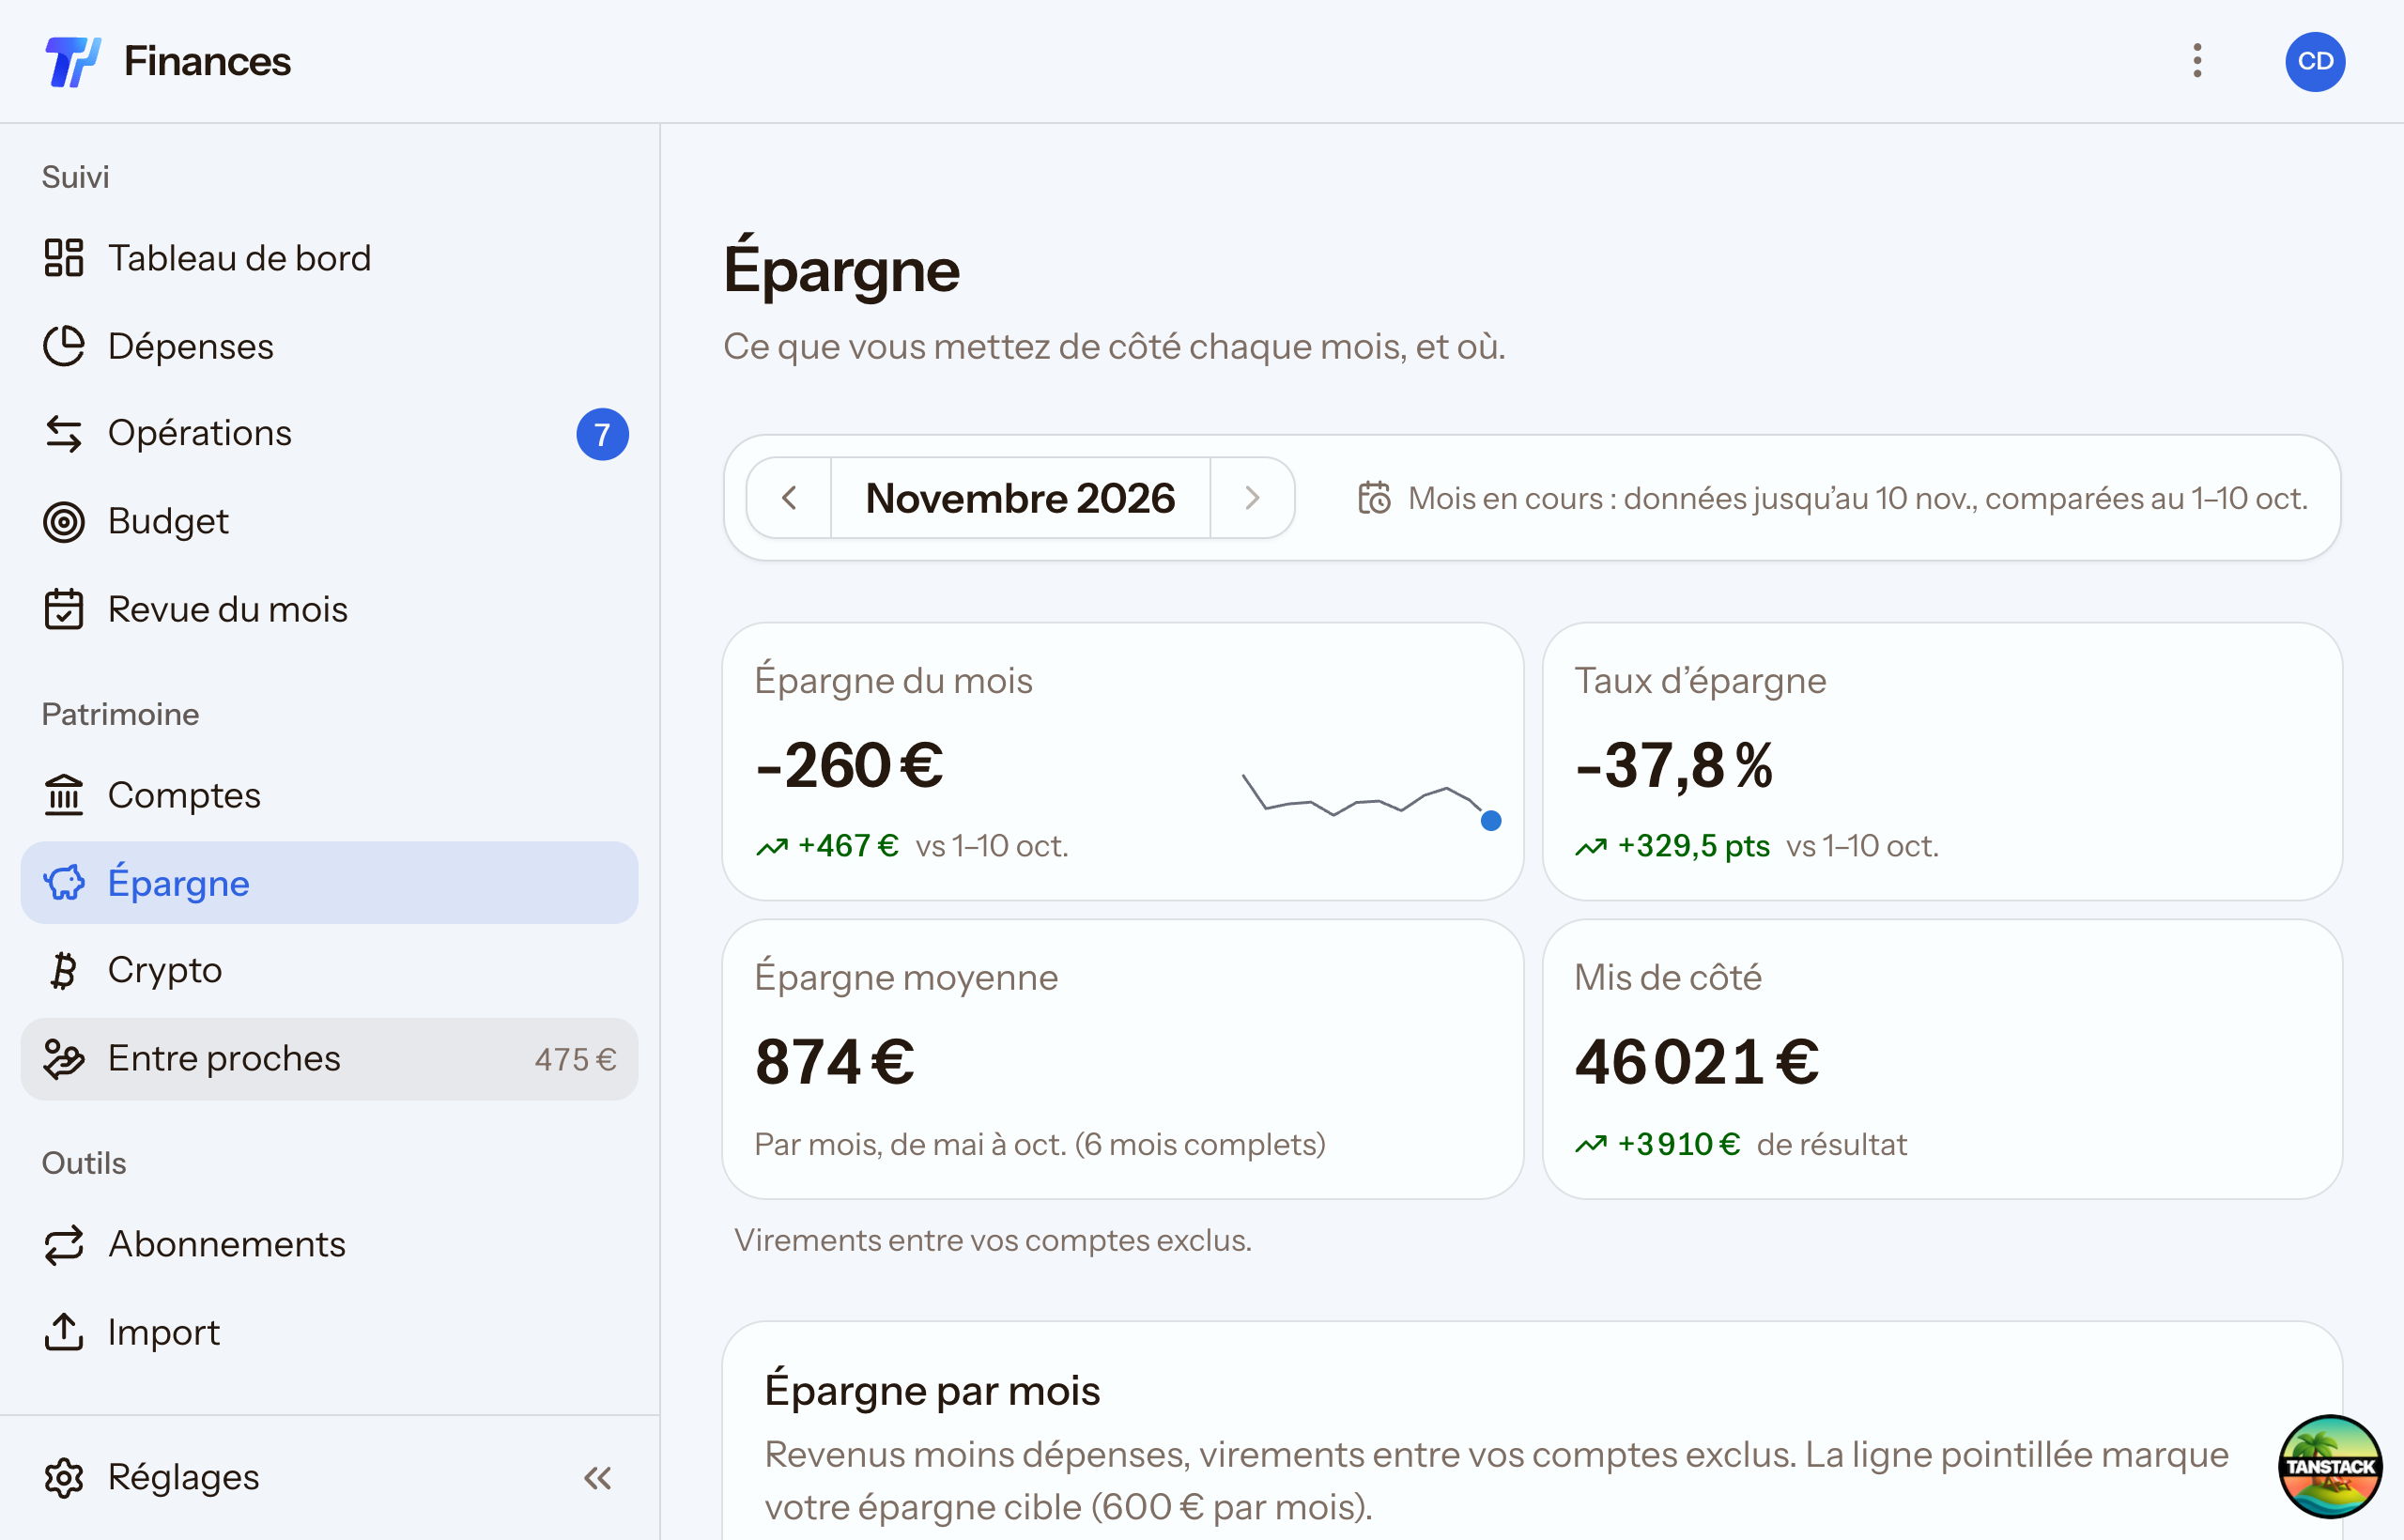 Finances
CD
Suivi
Tableau de bord
Dépenses
Opérations
7
Budget
Revue du mois
Patrimoine
Comptes
Épargne
Crypto
Entre proches
475 €
Outils
Abonnements
Import
Réglages
Épargne
Ce que vous mettez de côté chaque mois, et où.
Novembre 2026
Mois en cours : données jusqu’au 10 nov., comparées au 1–10 oct.
Épargne du mois
-260 €
+467 € vs 1–10 oct.
Taux d’épargne
-37,8 %
+329,5 pts vs 1–10 oct.
Épargne moyenne
874 €
Par mois, de mai à oct. (6 mois complets)
Mis de côté
46 021 €
+3 910 € de résultat
Virements entre vos comptes exclus.
Épargne par mois
Revenus moins dépenses, virements entre vos comptes exclus. La ligne pointillée marque
votre épargne cible (600 € par mois).
TANSTACK